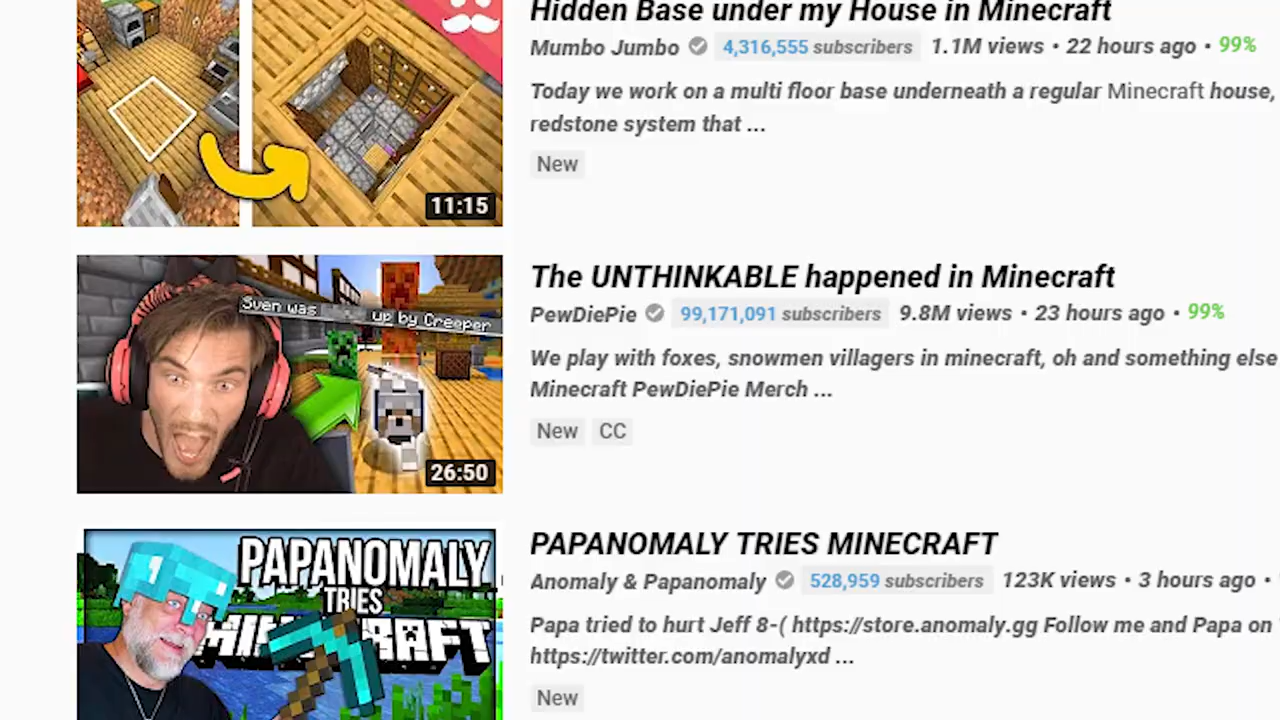 Hidden Base under my House in Minecraft
Mumbo Jumbo 4,316,555 subscribers 1.1M views • 22 hours ago • 99%
Today we work on a multi floor base underneath a regular Minecraft house,
redstone system that ...
New
11:15
The UNTHINKABLE happened in Minecraft
PewDiePie 99,171,091 subscribers 9.8M views • 23 hours ago • 99%
We play with foxes, snowmen villagers in minecraft, oh and something else
Minecraft PewDiePie Merch ...
New CC
Sven was up by Creeper
26:50
PAPANOMALY TRIES MINECRAFT
Anomaly & Papanomaly 528,959 subscribers 123K views • 3 hours ago •
Papa tried to hurt Jeff 8-( https://store.anomaly.gg Follow me and Papa on
https://twitter.com/anomalyxd ...
New
PAPANOMALY
TRIES
MINECRAFT